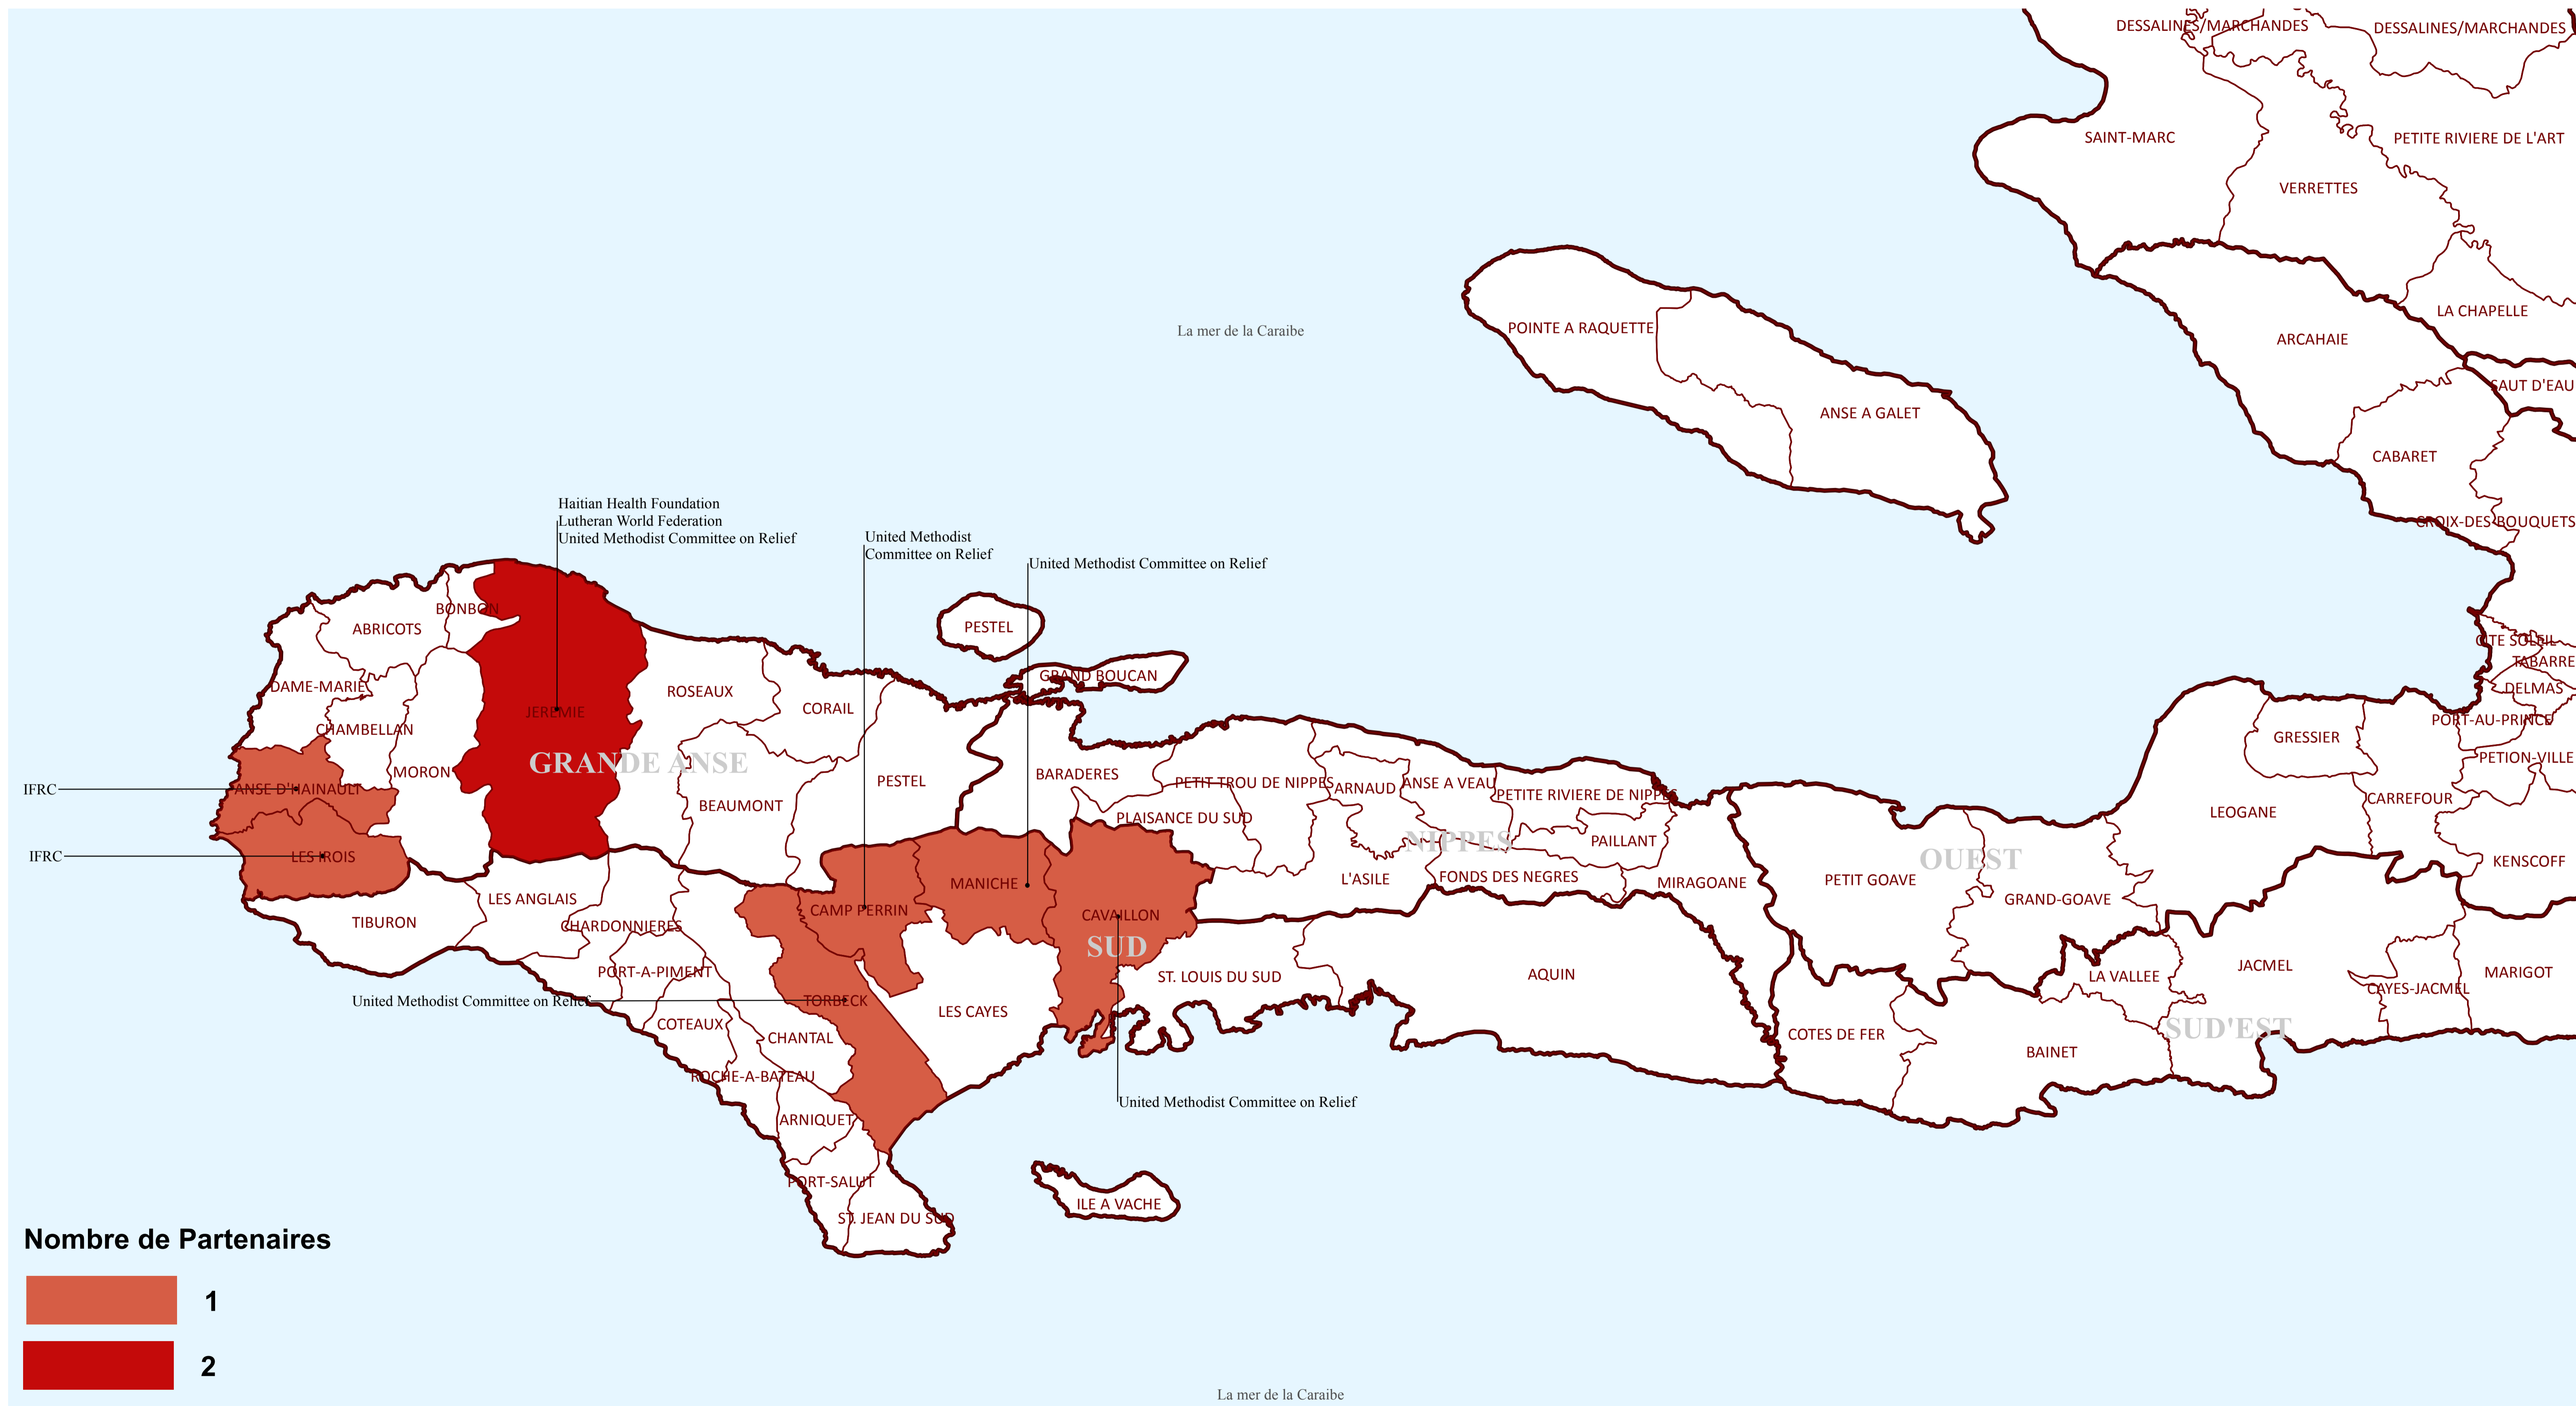 DESSALINES/MARCHANDES
DESSALINES/MARCHANDES
SAINT-MARC
PETITE RIVIERE DE L'ART
VERRETTES
LA CHAPELLE
POINTE A RAQUETTE
La mer de la Caraibe
ARCAHAIE
SAUT D'EAU
ANSE A GALET
CABARET
CROIX-DES-BOUQUETS
Haitian Health Foundation
Lutheran World Federation
United Methodist Committee on Relief
United Methodist
Committee on Relief
United Methodist Committee on Relief
BONBON
ABRICOTS
PESTEL
CITE SOLEIL
TABARRE
GRAND BOUCAN
DAME-MARIE
ROSEAUX
DELMAS
CORAIL
JEREMIE
PORT-AU-PRINCE
CHAMBELLAN
GRESSIER
PETION-VILLE
GRANDE ANSE
MORON
BARADERES
PESTEL
PETIT TROU DE NIPPES
ANSE A VEAU
ARNAUD
IFRC
ANSE D'HAINAULT
PETITE RIVIERE DE NIPPES
CARREFOUR
BEAUMONT
LEOGANE
PLAISANCE DU SUD
NIPPES
PAILLANT
IFRC
LES IROIS
OUEST
KENSCOFF
FONDS DES NEGRES
L'ASILE
PETIT GOAVE
MANICHE
MIRAGOANE
LES ANGLAIS
GRAND-GOAVE
CAMP PERRIN
CAVAILLON
TIBURON
CHARDONNIERES
SUD
JACMEL
PORT-A-PIMENT
MARIGOT
AQUIN
ST. LOUIS DU SUD
LA VALLEE
CAYES-JACMEL
United Methodist Committee on Relief
TORBECK
LES CAYES
COTEAUX
SUD'EST
COTES DE FER
CHANTAL
BAINET
ROCHE-A-BATEAU
United Methodist Committee on Relief
ARNIQUET
PORT-SALUT
ILE A VACHE
ST. JEAN DU SUD
Nombre de Partenaires
1
2
La mer de la Caraibe